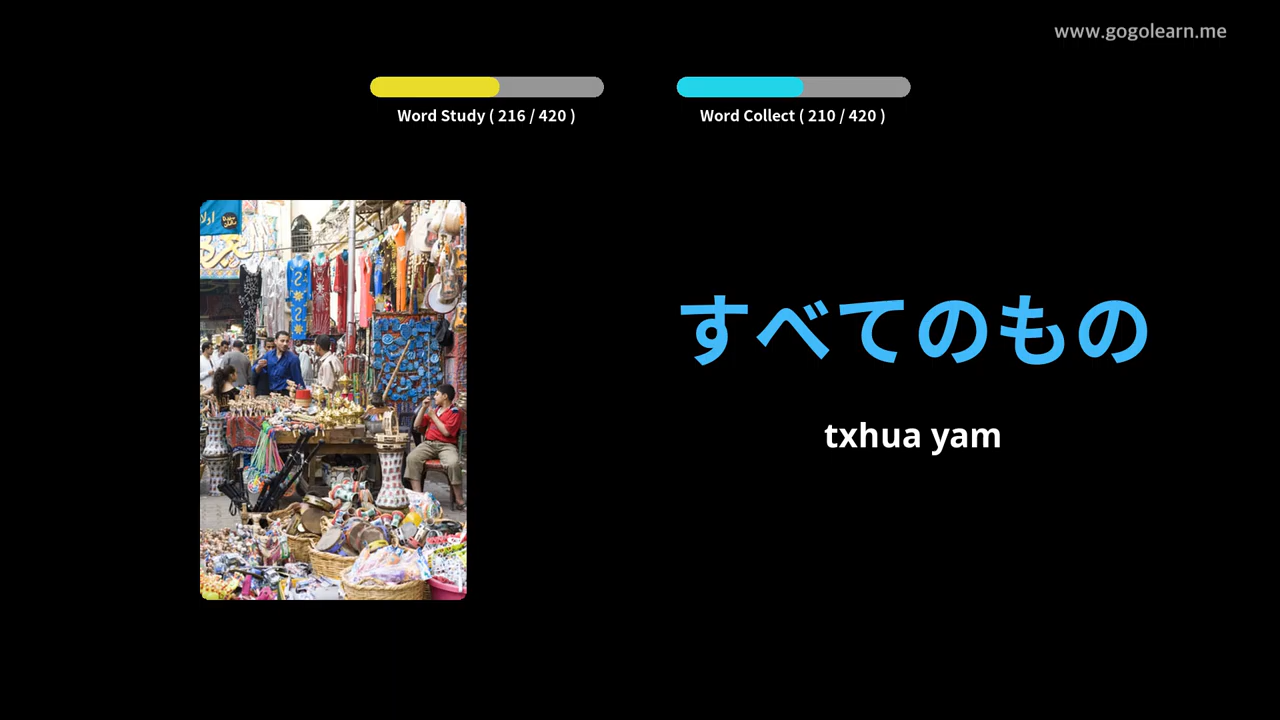 www.gogolearn.me
Word Study ( 216 / 420 )
Word Collect ( 210 / 420 )
すべてのもの
txhua yam